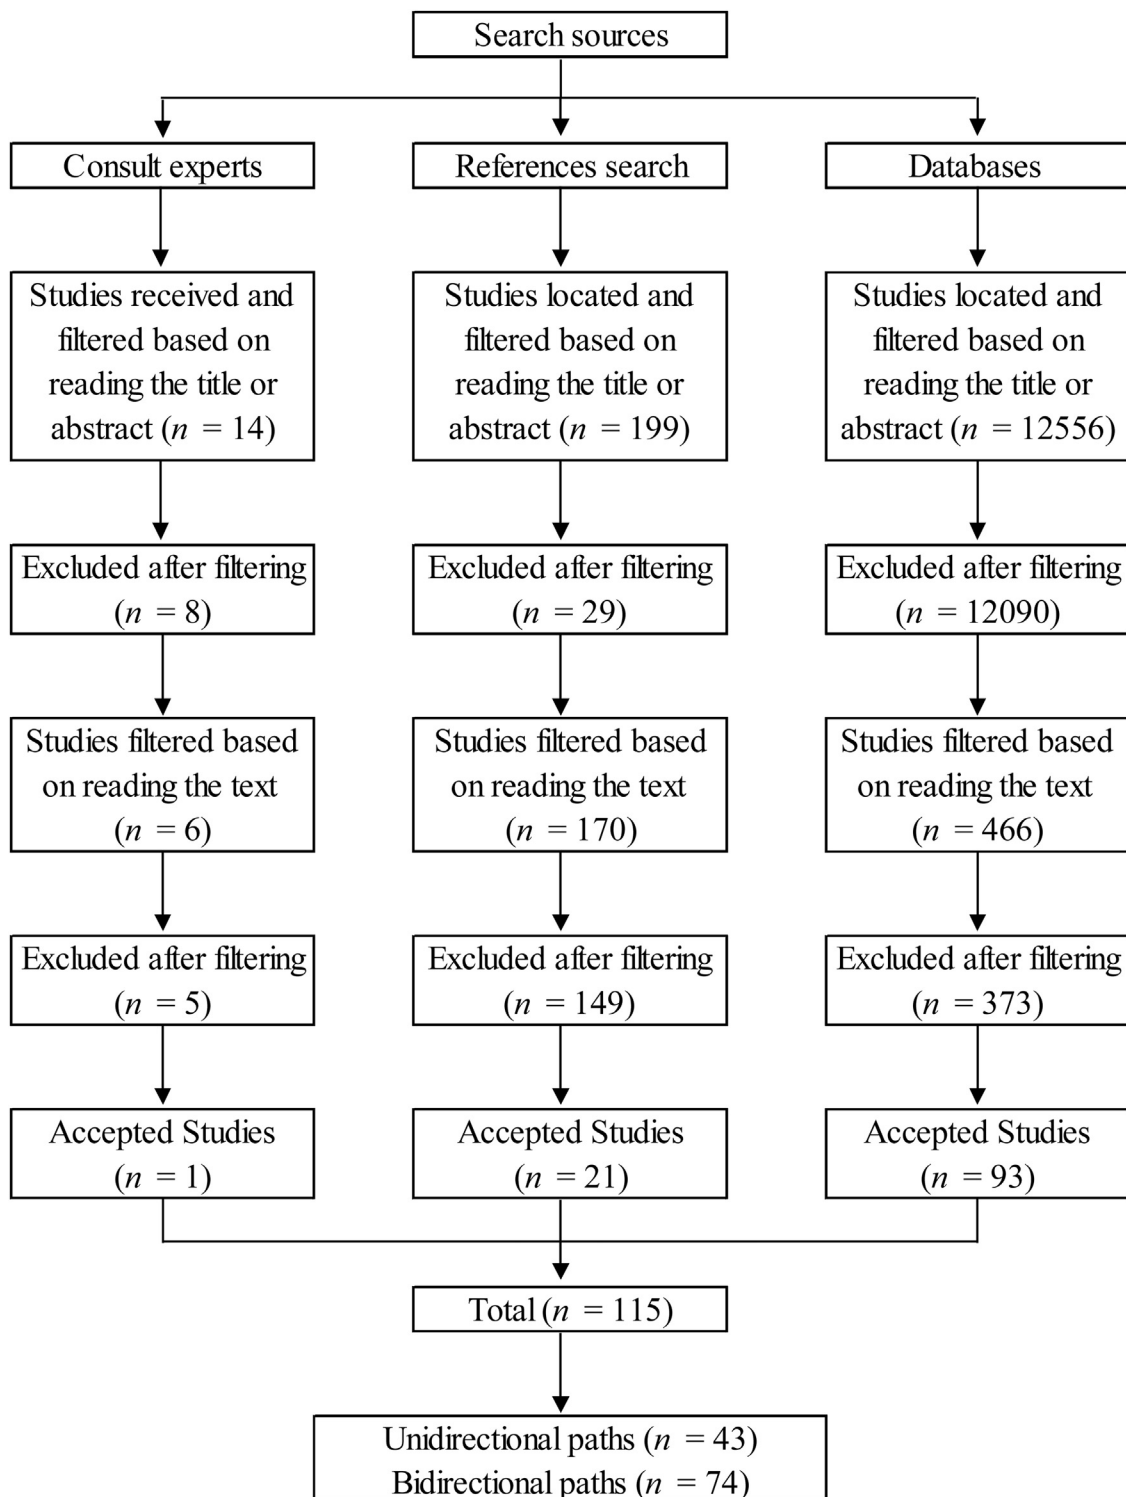 Search sources
Consult experts
References search
Databases
Studies received and
filtered based on
reading the title or
abstract (n = 14)
Studies located and
filtered based on
reading the title or
abstract (n = 199)
Studies located and
filtered based on
reading the title or
abstract (n = 12556)
Excluded after filtering
(n = 8)
Excluded after filtering
(n = 29)
Excluded after filtering
(n = 12090)
Studies filtered based
on reading the text
(n = 6)
Studies filtered based
on reading the text
(n = 170)
Studies filtered based
on reading the text
(n = 466)
Excluded after filtering
(n = 5)
Excluded after filtering
(n = 149)
Excluded after filtering
(n = 373)
Accepted Studies
(n = 1)
Accepted Studies
(n = 21)
Accepted Studies
(n = 93)
Total (n = 115)
Unidirectional paths (n = 43)
Bidirectional paths (n = 74)